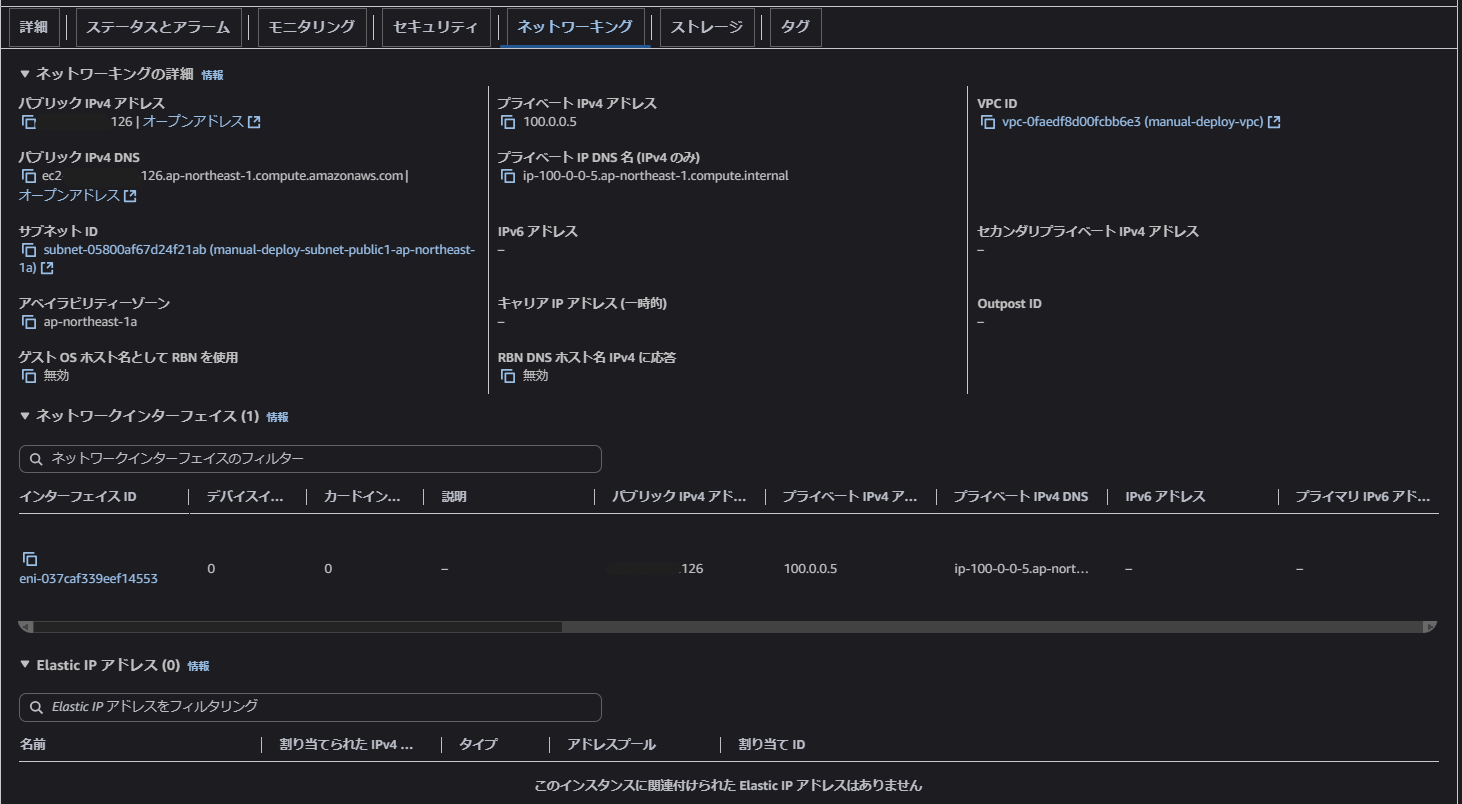 詳細 ステータスとアラーム モニタリング セキュリティ ネットワーキング ストレージ タグ
▼ ネットワーキングの詳細 情報
パブリック IPv4 アドレス
126 | オープンアドレス
パブリック IPv4 DNS
ec2 126.ap-northeast-1.compute.amazonaws.com |
オープンアドレス
サブネット ID
subnet-05800af67d24f21ab (manual-deploy-subnet-public1-ap-northeast-
1a)
アベイラビリティーゾーン
ap-northeast-1a
ゲスト OS ホスト名として RBN を使用
無効
プライベート IPv4 アドレス
100.0.0.5
プライベート IP DNS 名 (IPv4 のみ)
ip-100-0-0-5.ap-northeast-1.compute.internal
IPv6 アドレス
–
キャリア IP アドレス (一時的)
–
RBN DNS ホスト名 IPv4 に応答
無効
VPC ID
vpc-0faedf8d00fcbb6e3 (manual-deploy-vpc)
セカンダリプライベート IPv4 アドレス
–
Outpost ID
–
▼ ネットワークインターフェイス (1) 情報
ネットワークインターフェイスのフィルター
インターフェイス ID デバイスイ... カードイン... 説明 パブリック IPv4 アド... プライベート IPv4 ア... プライベート IPv4 DNS IPv6 アドレス プライマリ IPv6 アド...
eni-037caf339eef14553 0 0 – .126 100.0.0.5 ip-100-0-0-5.ap-nort... – –
▼ Elastic IP アドレス (0) 情報
Elastic IP アドレスをフィルタリング
名前 割り当てられた IPv4 ... タイプ アドレスプール 割り当て ID
このインスタンスに関連付けられた Elastic IP アドレスはありません